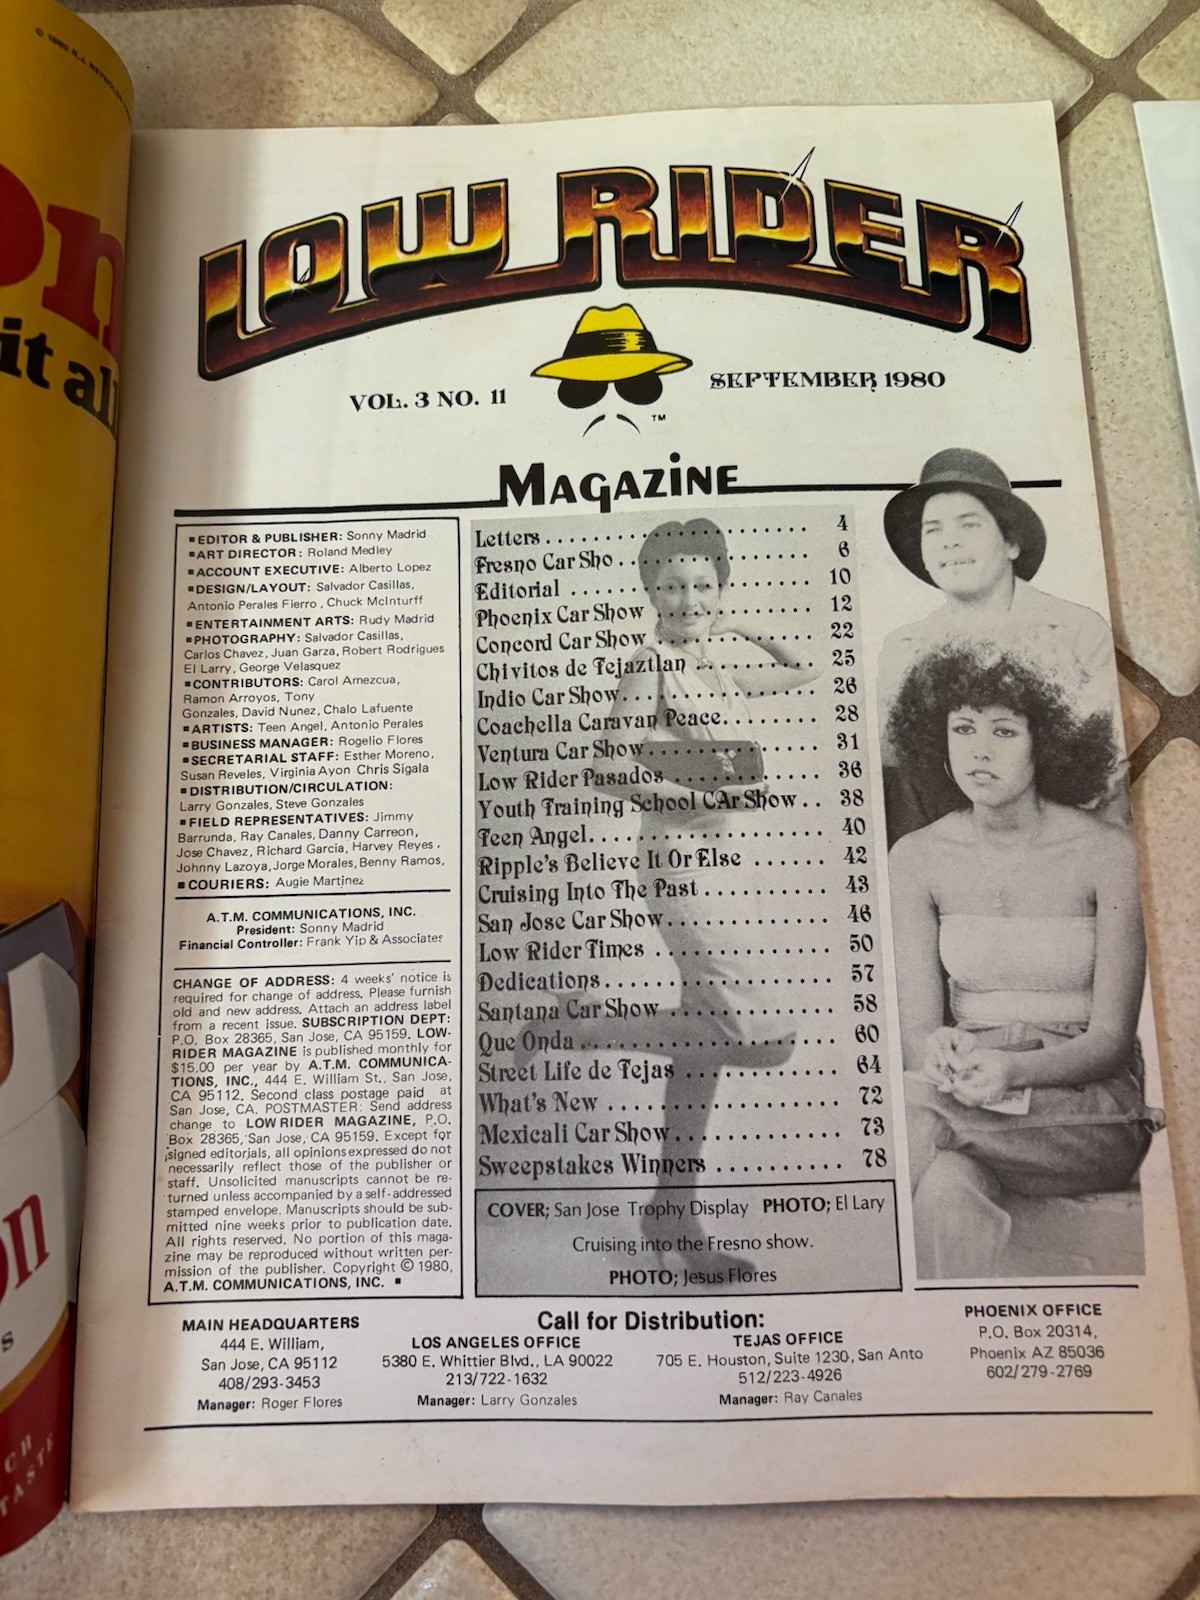 © 1980 R.J. REYNOLDS
on
it all
on
S
CH
TASTE
LOW RIDER
VOL. 3 NO. 11
™
SEPTEMBER 1980
MAGAZINE
▪EDITOR & PUBLISHER: Sonny Madrid
▪ART DIRECTOR: Roland Medley
▪ACCOUNT EXECUTIVE: Alberto Lopez
▪DESIGN/LAYOUT: Salvador Casillas,
Antonio Perales Fierro, Chuck McInturff
▪ENTERTAINMENT ARTS: Rudy Madrid
▪PHOTOGRAPHY: Salvador Casillas,
Carlos Chavez, Juan Garza, Robert Rodrigues
El Larry, George Velasquez
▪CONTRIBUTORS: Carol Amezcua,
Ramon Arroyos, Tony
Gonzales, David Nunez, Chalo Lafuente
▪ARTISTS: Teen Angel, Antonio Perales
▪BUSINESS MANAGER: Rogelio Flores
▪SECRETARIAL STAFF: Esther Moreno,
Susan Reveles, Virginia Ayon Chris Sigala
▪DISTRIBUTION/CIRCULATION:
Larry Gonzales, Steve Gonzales
▪FIELD REPRESENTATIVES: Jimmy
Barrunda, Ray Canales, Danny Carreon,
Jose Chavez, Richard Garcia, Harvey Reyes,
Johnny Lazoya, Jorge Morales, Benny Ramos,
▪COURIERS: Augie Martinez
A.T.M. COMMUNICATIONS, INC.
President: Sonny Madrid
Financial Controller: Frank Yip & Associates
CHANGE OF ADDRESS: 4 weeks' notice is
required for change of address. Please furnish
old and new address. Attach an address label
from a recent issue. SUBSCRIPTION DEPT:
P.O. Box 28365, San Jose, CA 95159. LOW-
RIDER MAGAZINE is published monthly for
$15.00 per year by A.T.M. COMMUNICA-
TIONS, INC., 444 E. William St., San Jose,
CA 95112. Second class postage paid at
San Jose, CA. POSTMASTER: Send address
change to LOW RIDER MAGAZINE, P.O.
Box 28365, San Jose, CA 95159. Except for
signed editorials, all opinions expressed do not
necessarily reflect those of the publisher or
staff. Unsolicited manuscripts cannot be re-
turned unless accompanied by a self-addressed
stamped envelope. Manuscripts should be sub-
mitted nine weeks prior to publication date.
All rights reserved. No portion of this maga-
zine may be reproduced without written per-
mission of the publisher. Copyright © 1980,
A.T.M. COMMUNICATIONS, INC. ▪
Letters.......................... 4
Fresno Car Sho.................. 6
Editorial ....................... 10
Phoenix Car Show ............... 12
Concord Car Show ............... 22
Chivitos de Tejaztlan ........... 25
Indio Car Show.................. 26
Coachella Caravan Peace........ 28
Ventura Car Show............... 31
Low Rider Pasados ............. 36
Youth Training School CAr Show.. 38
Teen Angel..................... 40
Ripple's Believe It Or Else ...... 42
Cruising Into The Past.......... 43
San Jose Car Show.............. 46
Low Rider Times ............... 50
Dedications.................... 57
Santana Car Show .............. 58
Que Onda ...................... 60
Street Life de Tejas ............ 64
What's New .................... 72
Mexicali Car Show.............. 73
Sweepstakes Winners .......... 78
COVER; San Jose Trophy Display PHOTO; El Lary
Cruising into the Fresno show.
PHOTO; Jesus Flores
Call for Distribution:
MAIN HEADQUARTERS
444 E. William,
San Jose, CA 95112
408/293-3453
Manager: Roger Flores
LOS ANGELES OFFICE
5380 E. Whittier Blvd., LA 90022
213/722-1632
Manager: Larry Gonzales
TEJAS OFFICE
705 E. Houston, Suite 1230, San Anto
512/223-4926
Manager: Ray Canales
PHOENIX OFFICE
P.O. Box 20314,
Phoenix AZ 85036
602/279-2769